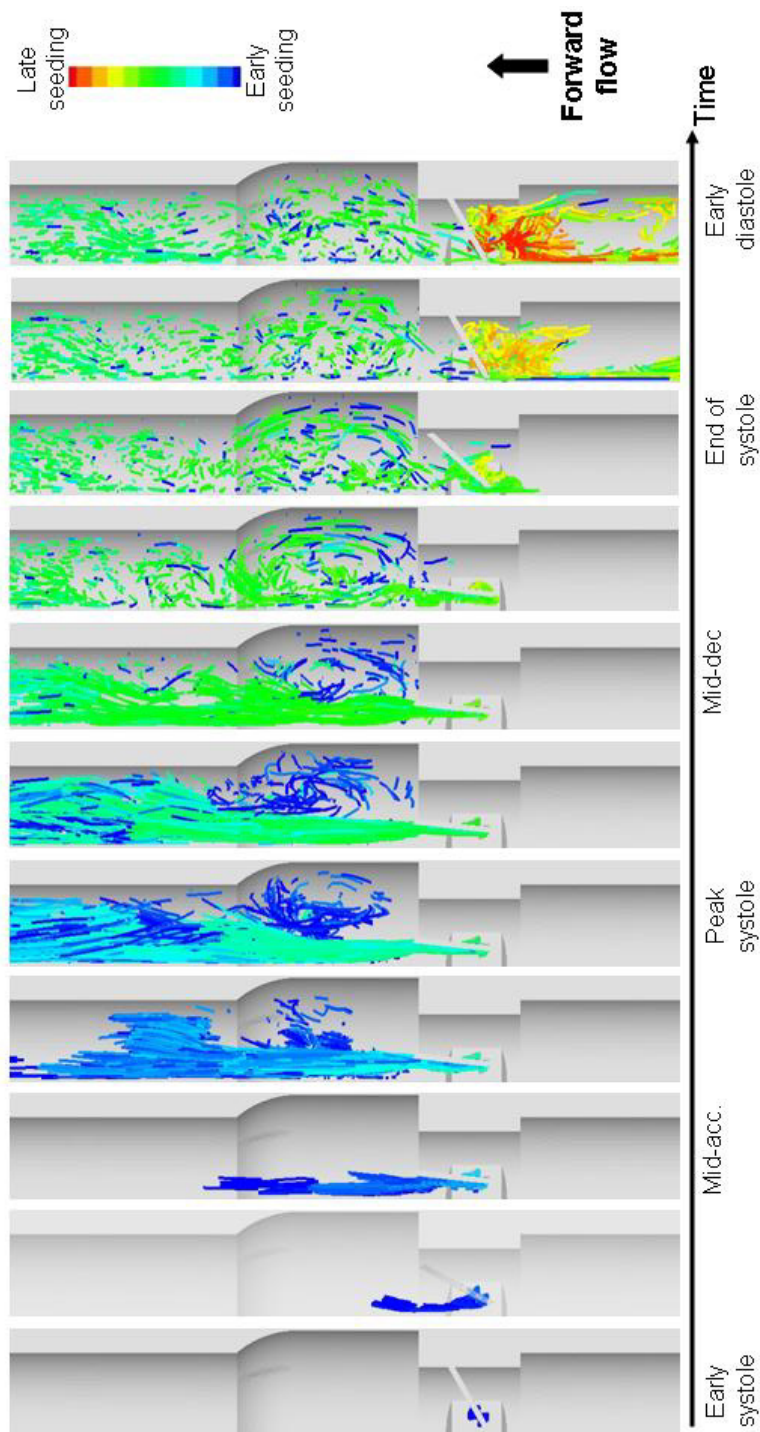 Late
seeding
Early
seeding
Forward
flow
Time
Early
systole
Mid-acc.
Peak
systole
Mid-dec
End of
systole
Early
diastole